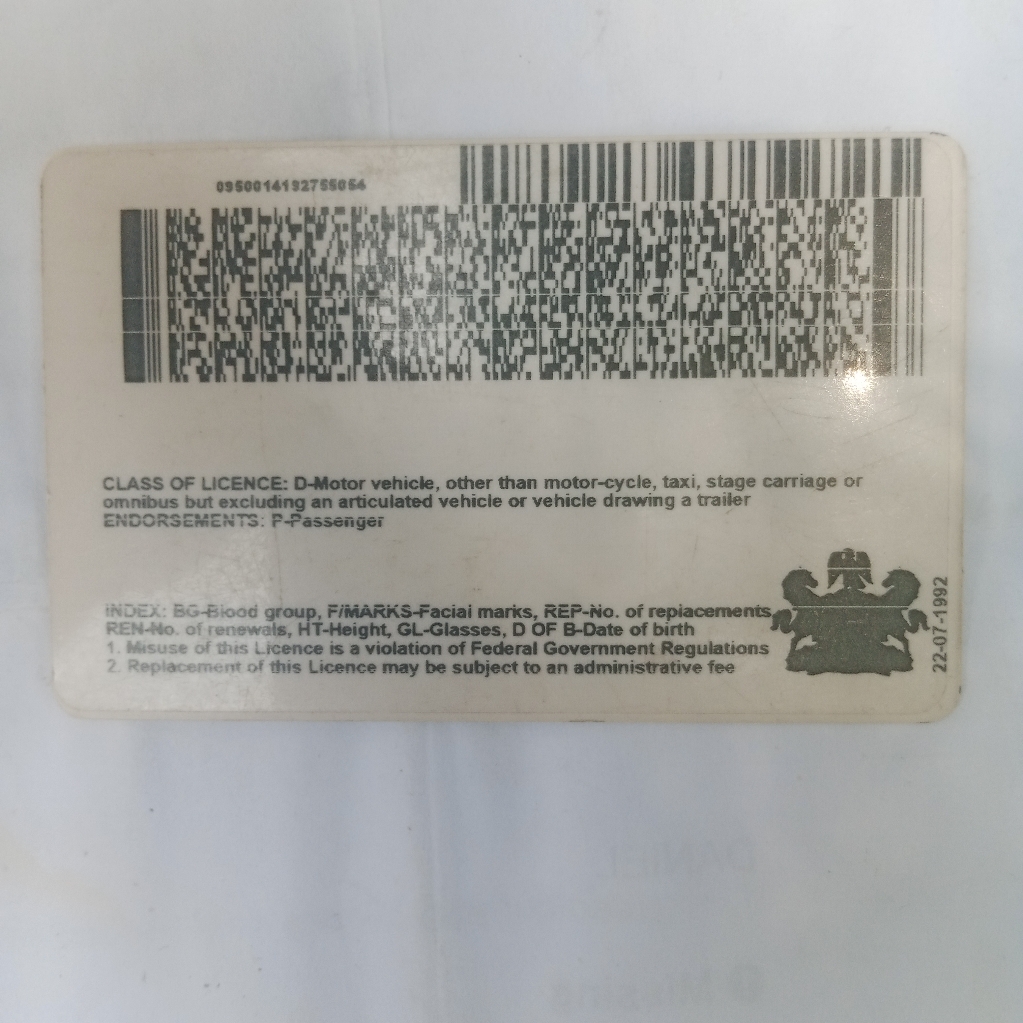 0950014192755054
CLASS OF LICENCE: D-Motor vehicle, other than motor-cycle, taxi, stage carriage or
omnibus but excluding an articulated vehicle or vehicle drawing a trailer
ENDORSEMENTS: P-Passenger
INDEX: BG-Blood group, F/MARKS-Facial marks, REP-No. of replacements,
REN-No. of renewals, HT-Height, GL-Glasses, D OF B-Date of birth
1. Misuse of this Licence is a violation of Federal Government Regulations
2. Replacement of this Licence may be subject to an administrative fee
22-07-1992